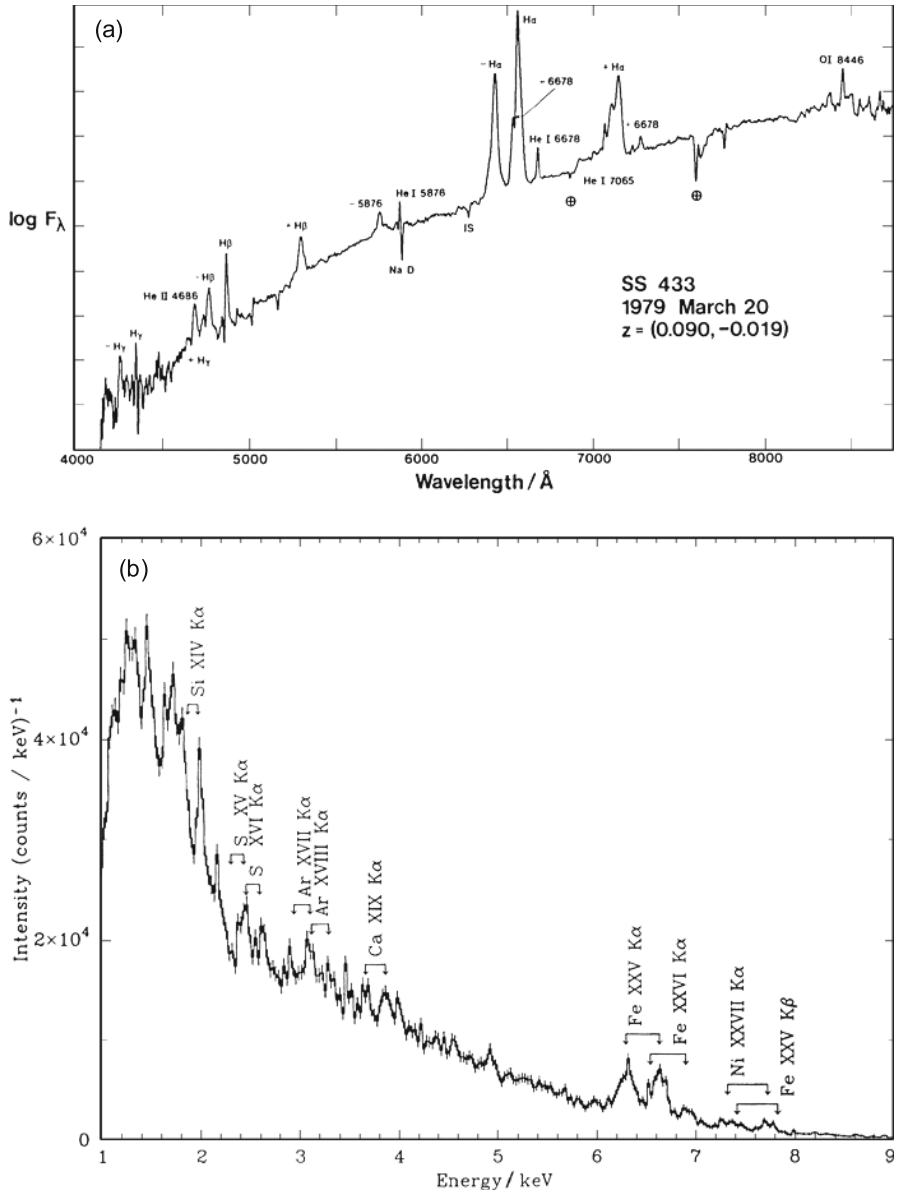 (a)
Hα
− Hα
+ Hα
OI 8446
− 6678
He I 6678
+ 6678
He I 7065
⊕
⊕
− 5876
He I 5876
IS
Na D
+ Hβ
Hβ
− Hβ
He II 4686
Hγ
− Hγ
+ Hγ
log Fλ
SS 433
1979 March 20
z = (0.090, −0.019)
4000 5000 6000 7000 8000
Wavelength / Å
(b)
6×10⁴
4×10⁴
2×10⁴
0
Intensity (counts / keV)⁻¹
Si XIV Kα
S XV Kα
S XVI Kα
Ar XVII Kα
Ar XVIII Kα
Ca XIX Kα
Fe XXV Kα
Fe XXVI Kα
Ni XXVII Kα
Fe XXV Kβ
1 2 3 4 5 6 7 8 9
Energy / keV